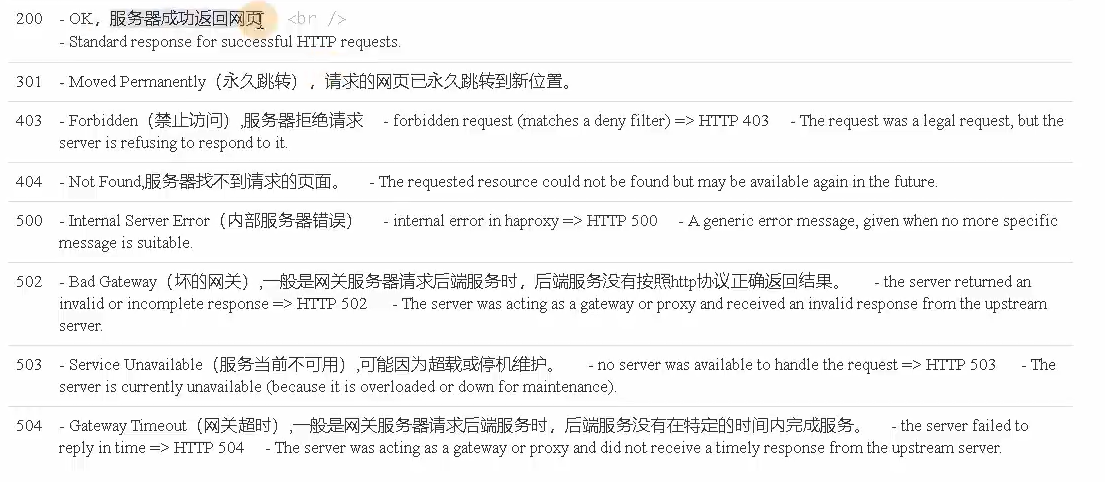 200 - OK，服务器成功返回网页 <br />
- Standard response for successful HTTP requests.
301 - Moved Permanently（永久跳转），请求的网页已永久跳转到新位置。
403 - Forbidden（禁止访问）,服务器拒绝请求 - forbidden request (matches a deny filter) => HTTP 403 - The request was a legal request, but the
server is refusing to respond to it.
404 - Not Found,服务器找不到请求的页面。 - The requested resource could not be found but may be available again in the future.
500 - Internal Server Error（内部服务器错误） - internal error in haproxy => HTTP 500 - A generic error message, given when no more specific
message is suitable.
502 - Bad Gateway（坏的网关）,一般是网关服务器请求后端服务时，后端服务没有按照http协议正确返回结果。 - the server returned an
invalid or incomplete response => HTTP 502 - The server was acting as a gateway or proxy and received an invalid response from the upstream
server.
503 - Service Unavailable（服务当前不可用）,可能因为超载或停机维护。 - no server was available to handle the request => HTTP 503 - The
server is currently unavailable (because it is overloaded or down for maintenance).
504 - Gateway Timeout（网关超时）,一般是网关服务器请求后端服务时，后端服务没有在特定的时间内完成服务。 - the server failed to
reply in time => HTTP 504 - The server was acting as a gateway or proxy and did not receive a timely response from the upstream server.